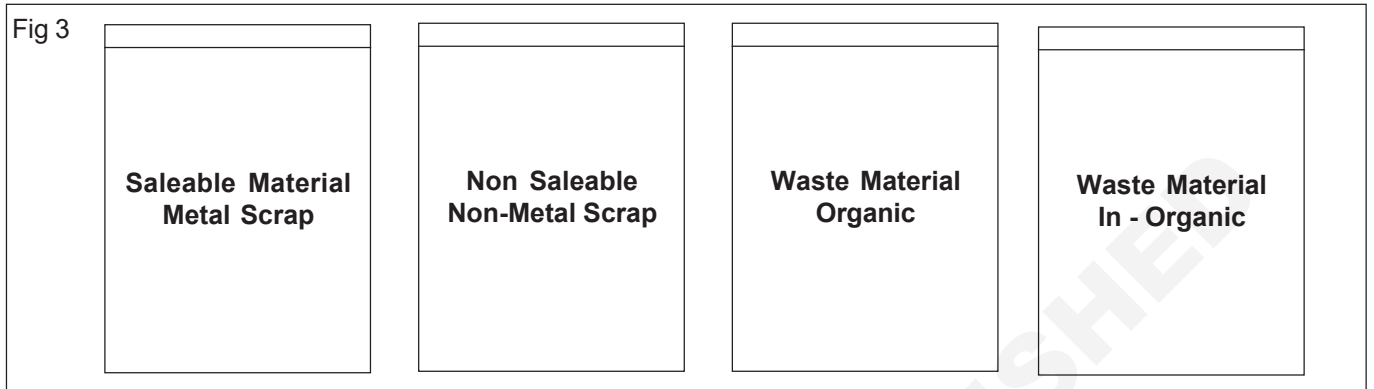 Fig 3
Saleable Material
Metal Scrap
Non Saleable
Non-Metal Scrap
Waste Material
Organic
Waste Material
In - Organic